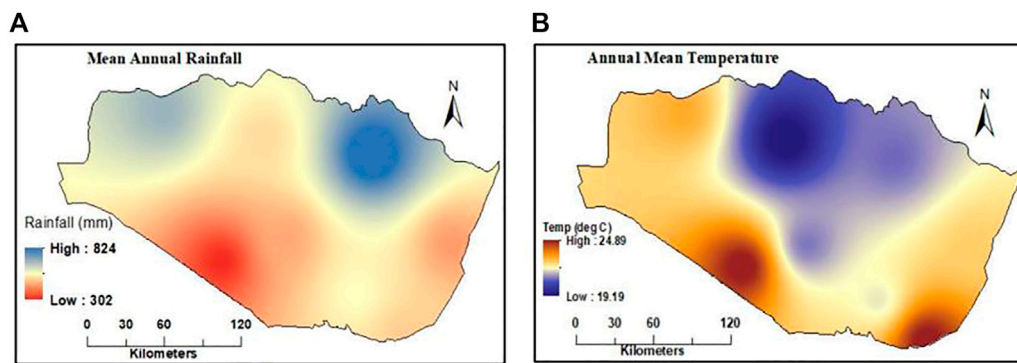 A
Mean Annual Rainfall
N
Rainfall (mm)
High : 824
Low : 302
0 30 60 120
Kilometers
B
Annual Mean Temperature
N
Temp (deg C)
High : 24.89
Low : 19.19
0 30 60 120
Kilometers